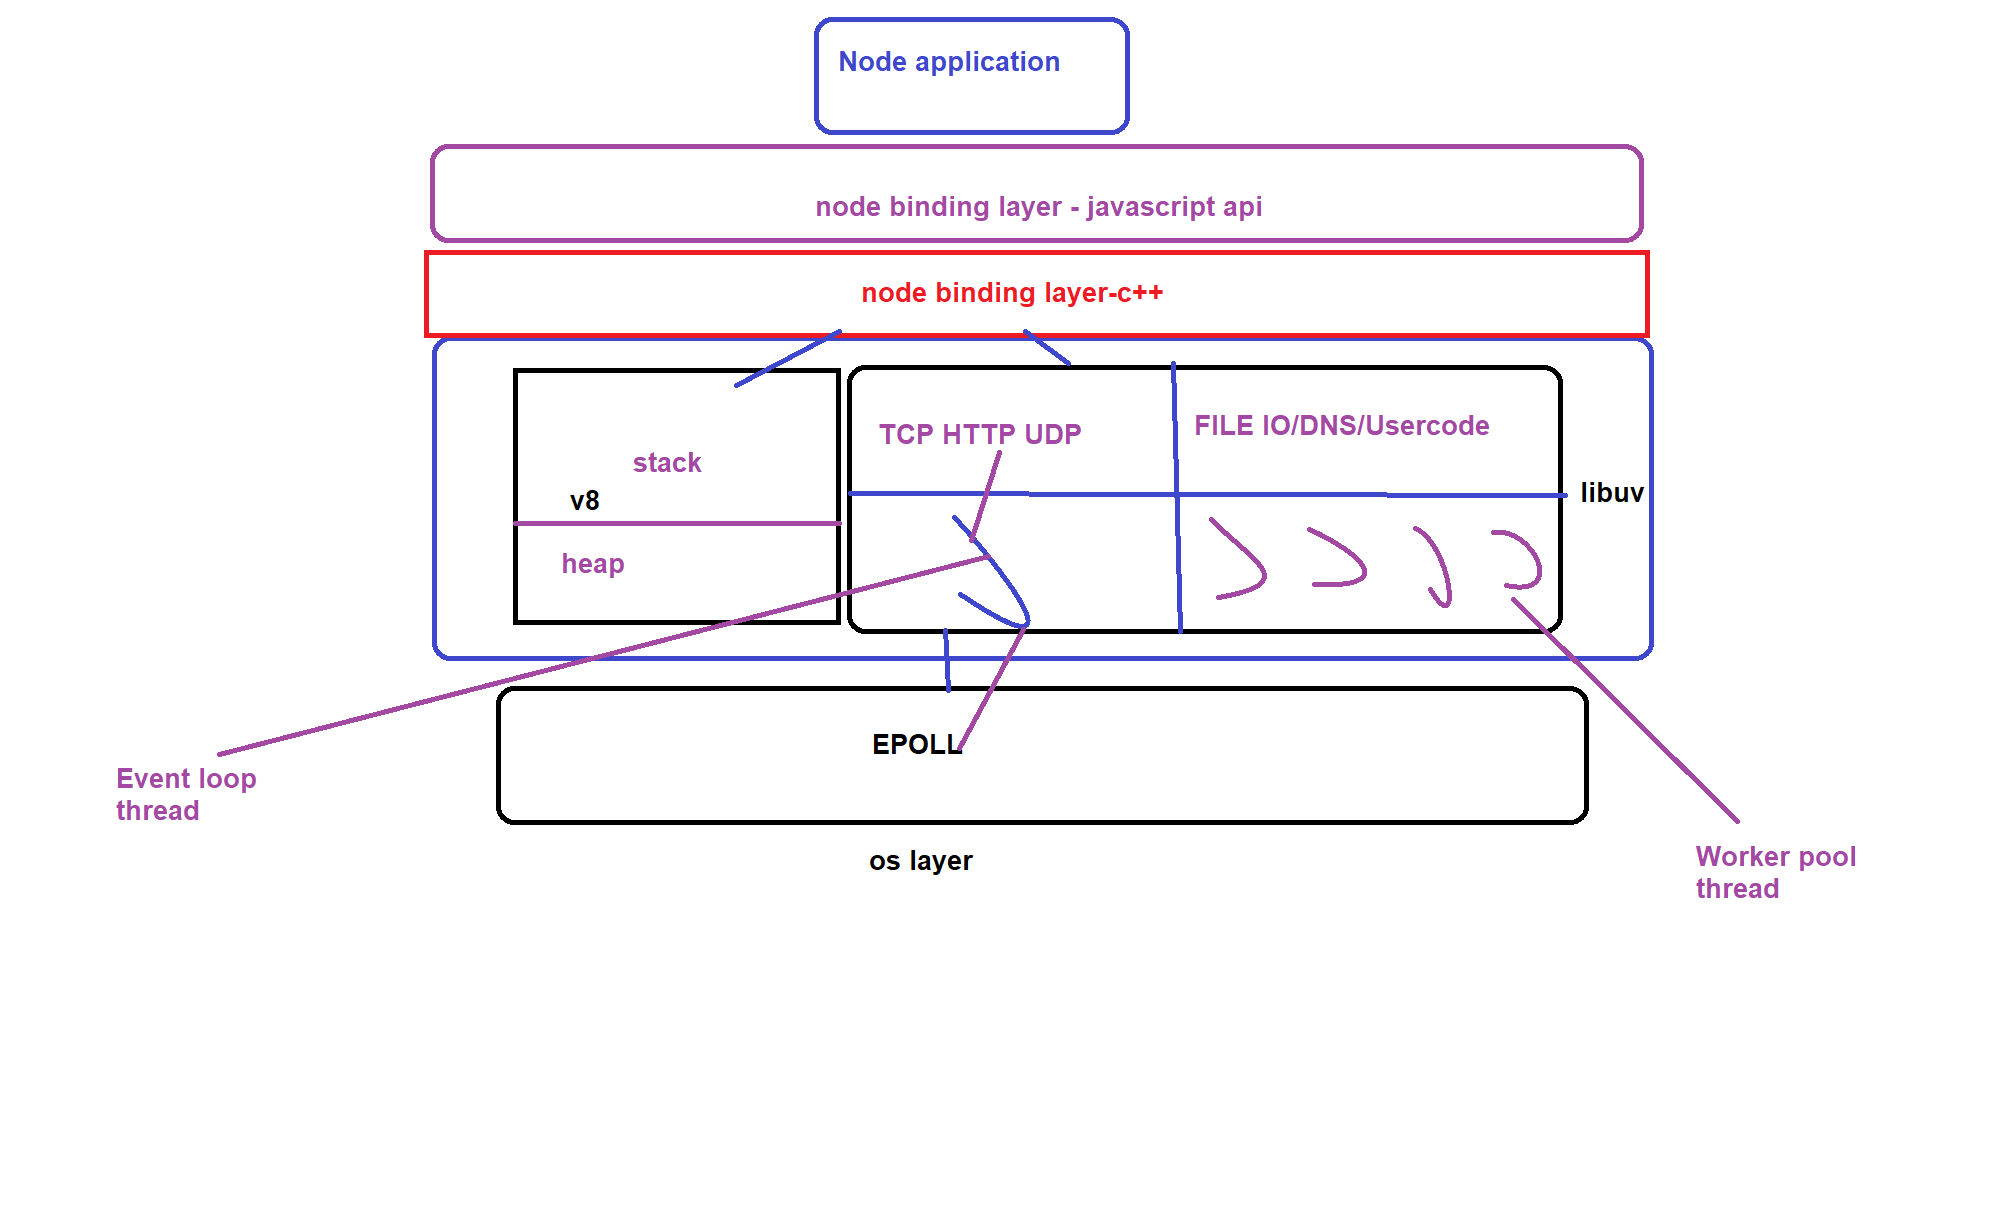 Node application
node binding layer - javascript api
node binding layer-c++
TCP HTTP UDP
FILE IO/DNS/Usercode
stack
v8
libuv
heap
EPOLL
Event loop
thread
os layer
Worker pool
thread